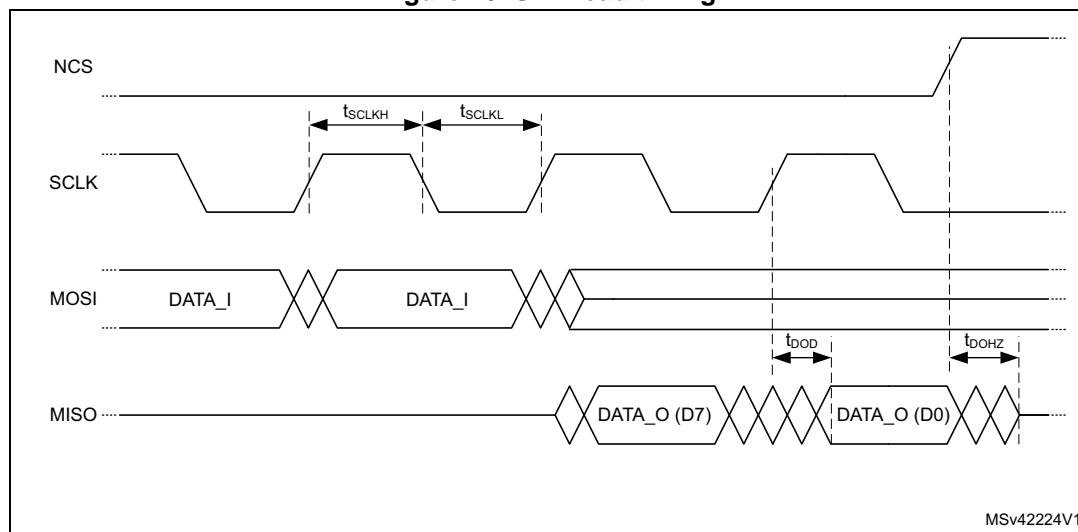 NCS
tSCLKH
tSCLKL
SCLK
MOSI
DATA_I
DATA_I
tDOD
tDOHZ
MISO
DATA_O (D7)
DATA_O (D0)
MSv42224V1